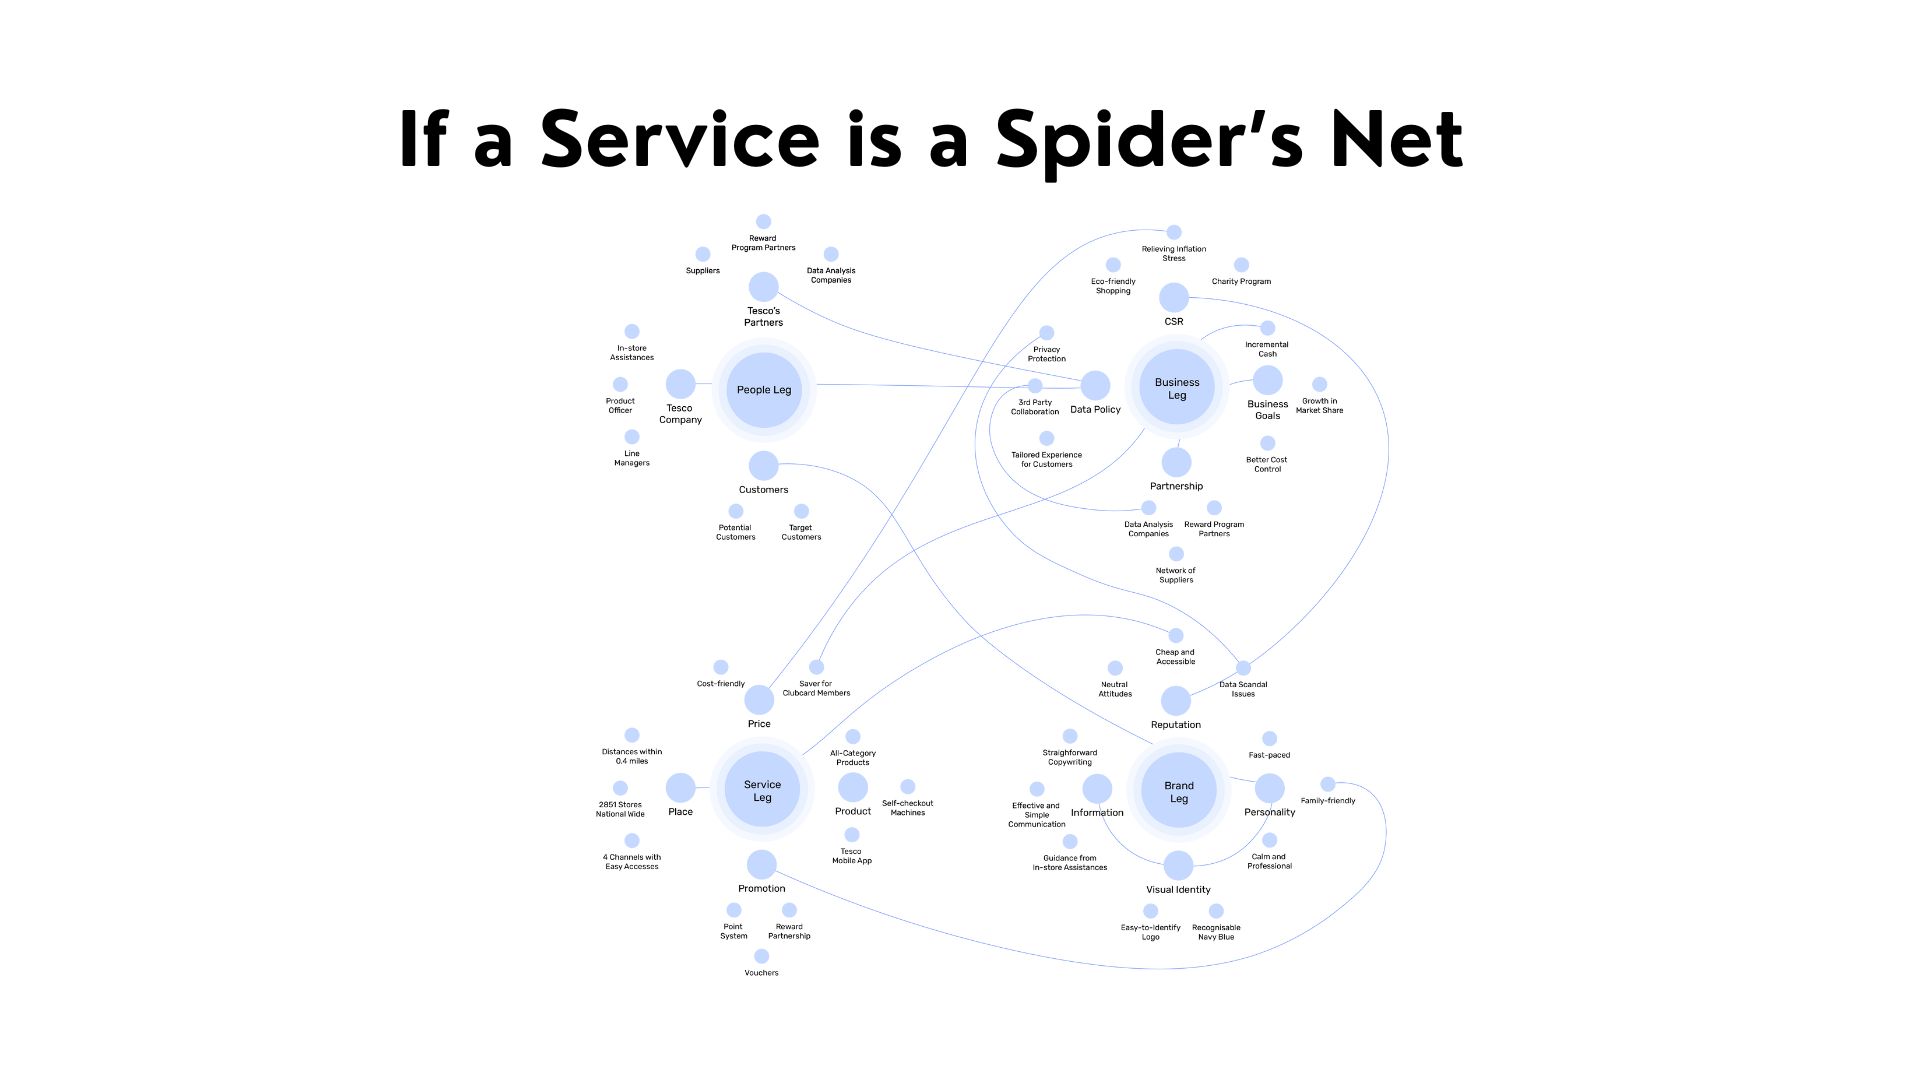 If a Service is a Spider's Net
Reward
Program Partners
Suppliers
Data Analysis
Companies
Tesco's
Partners
In-store
Assistances
Product
Officer
Tesco
Company
Line
Managers
People Leg
Customers
Potential
Customers
Target
Customers
Relieving Inflation
Stress
Eco-friendly
Shopping
Charity Program
CSR
Privacy
Protection
3rd Party
Collaboration
Data Policy
Tailored Experience
for Customers
Business
Leg
Incremental
Cash
Business
Goals
Growth in
Market Share
Better Cost
Control
Partnership
Data Analysis
Companies
Reward Program
Partners
Network of
Suppliers
Cost-friendly
Saver for
Clubcard Members
Price
Distances within
0.4 miles
2851 Stores
National Wide
Place
4 Channels with
Easy Accesses
Service
Leg
All-Category
Products
Product
Self-checkout
Machines
Tesco
Mobile App
Promotion
Point
System
Reward
Partnership
Vouchers
Cheap and
Accessible
Neutral
Attitudes
Data Scandal
Issues
Reputation
Straighforward
Copywriting
Effective and
Simple
Communication
Information
Guidance from
In-store Assistances
Brand
Leg
Fast-paced
Family-friendly
Personality
Calm and
Professional
Visual Identity
Easy-to-Identify
Logo
Recognisable
Navy Blue